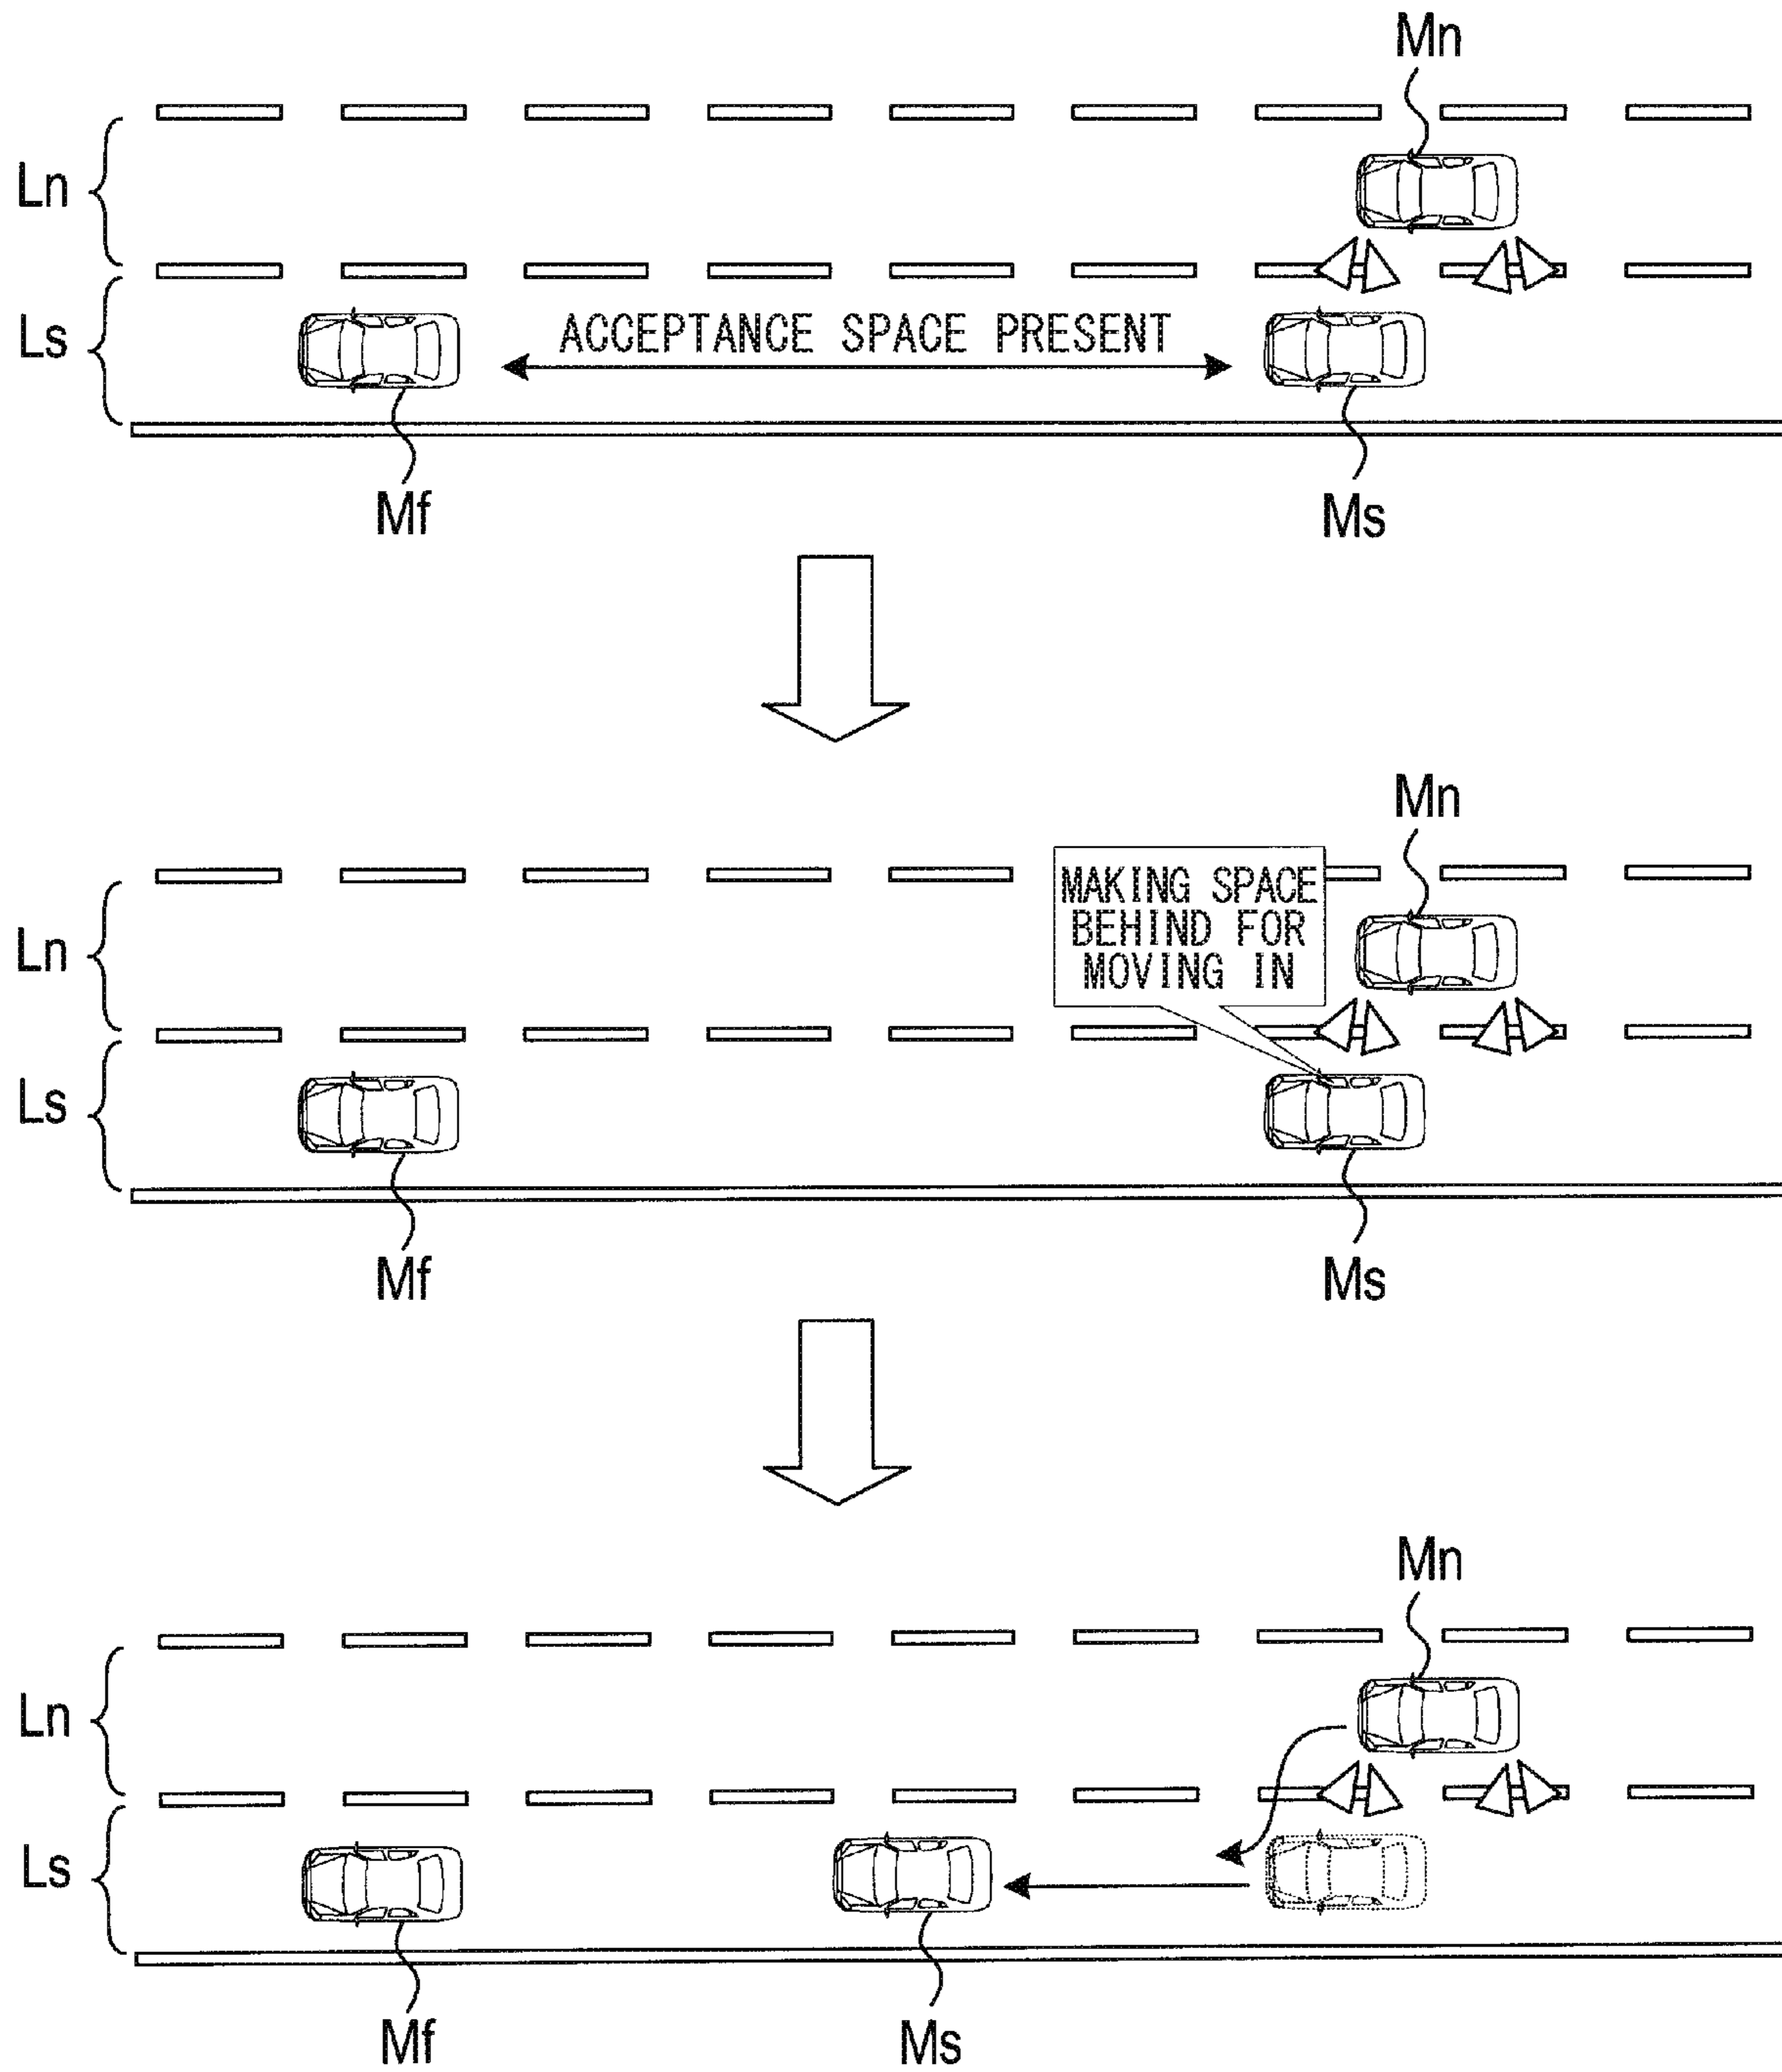 Mn
Ln
Ls
ACCEPTANCE SPACE PRESENT
Mf
Ms
Mn
MAKING SPACE
BEHIND FOR
MOVING IN
Ln
Ls
Mf
Ms
Mn
Ln
Ls
Mf
Ms